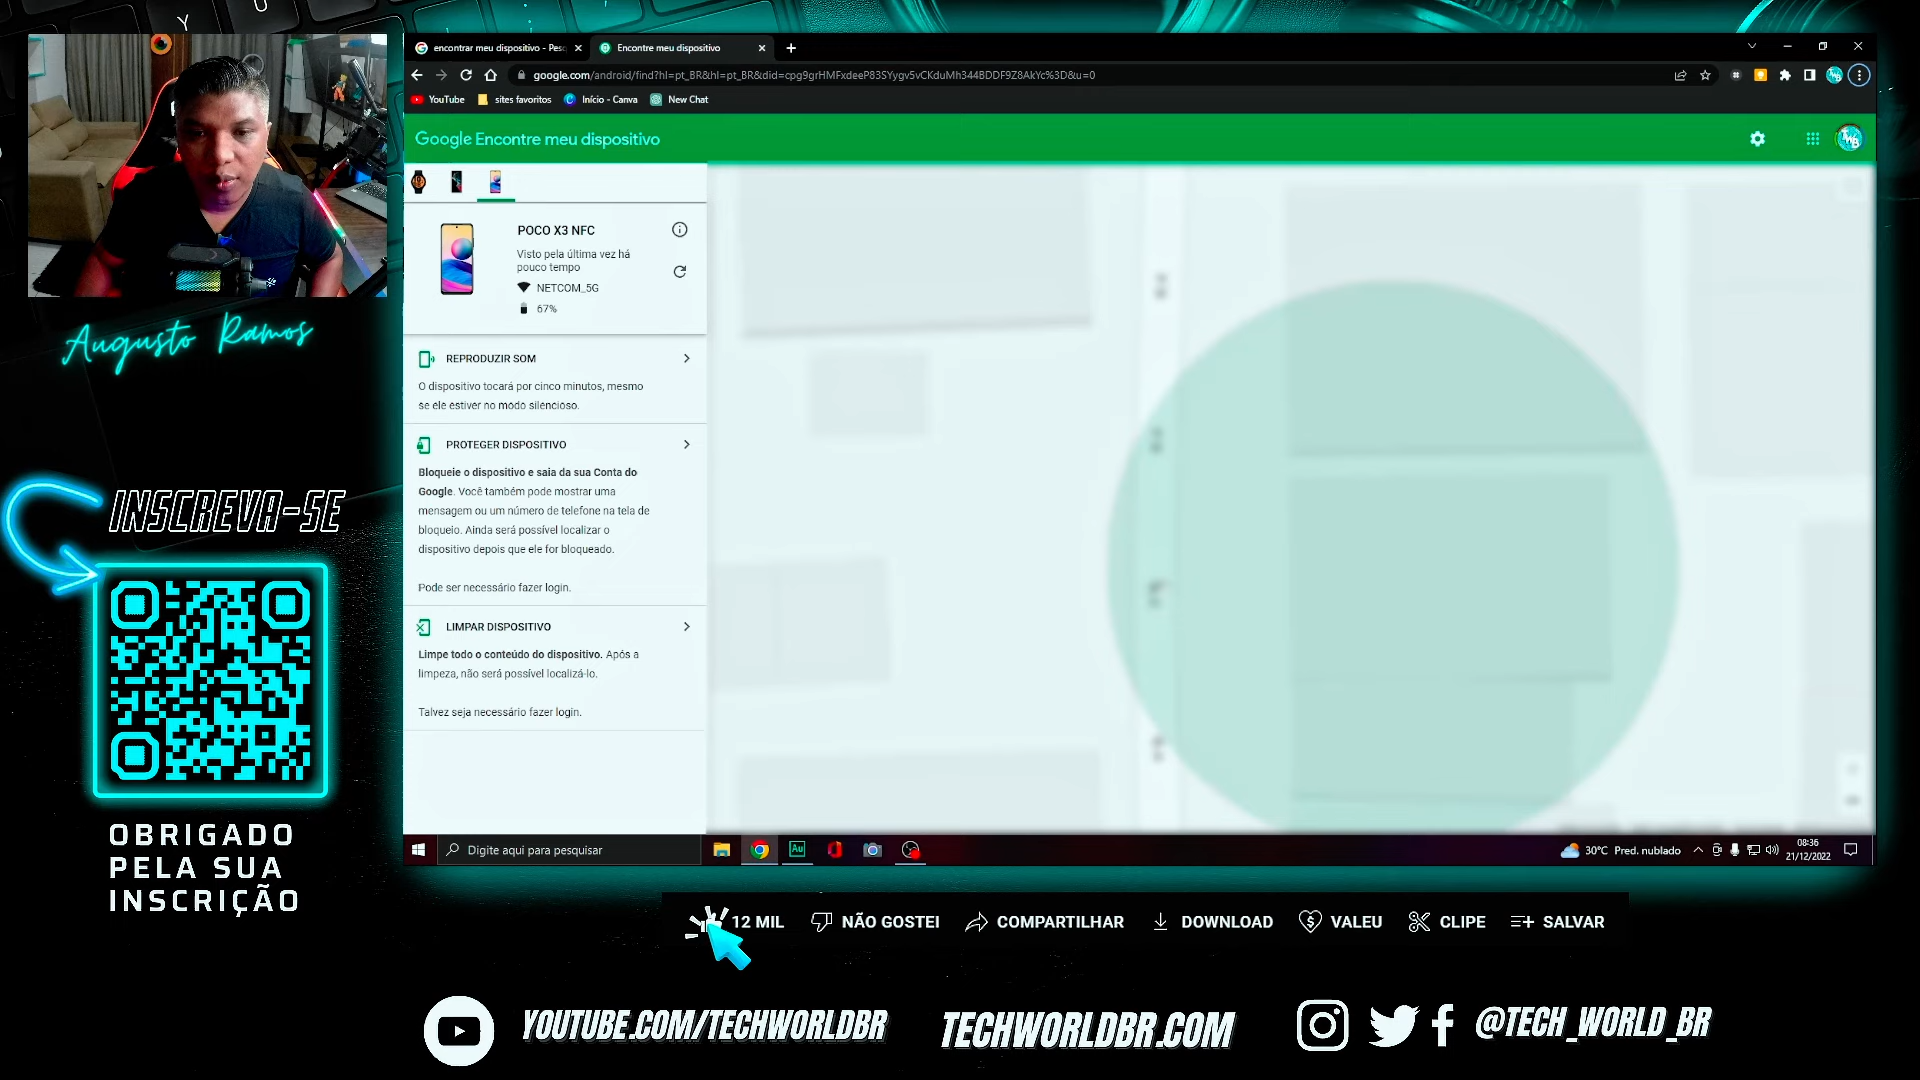 encontrar meu dispositivo - Pesq
Encontre meu dispositivo
google.com/android/find?hl=pt_BR&hl=pt_BR&did=cpg9grHMFxdeeP83SYygv5vCKduMh344BDDF9Z8AkYc%3D&u=0
YouTube
sites favoritos
Início - Canva
New Chat
Google Encontre meu dispositivo
TWB
POCO X3 NFC
Visto pela última vez há
pouco tempo
NETCOM_5G
67%
REPRODUZIR SOM
O dispositivo tocará por cinco minutos, mesmo
se ele estiver no modo silencioso.
PROTEGER DISPOSITIVO
Bloqueie o dispositivo e saia da sua Conta do
Google. Você também pode mostrar uma
mensagem ou um número de telefone na tela de
bloqueio. Ainda será possível localizar o
dispositivo depois que ele for bloqueado.
Pode ser necessário fazer login.
LIMPAR DISPOSITIVO
Limpe todo o conteúdo do dispositivo. Após a
limpeza, não será possível localizá-lo.
Talvez seja necessário fazer login.
Digite aqui para pesquisar
Au
30°C Pred. nublado
08:36
21/12/2022
Augusto Ramos
INSCREVA-SE
OBRIGADO
PELA SUA
INSCRIÇÃO
12 MIL
NÃO GOSTEI
COMPARTILHAR
DOWNLOAD
VALEU
CLIPE
SALVAR
YOUTUBE.COM/TECHWORLDBR
TECHWORLDBR.COM
@TECH_WORLD_BR